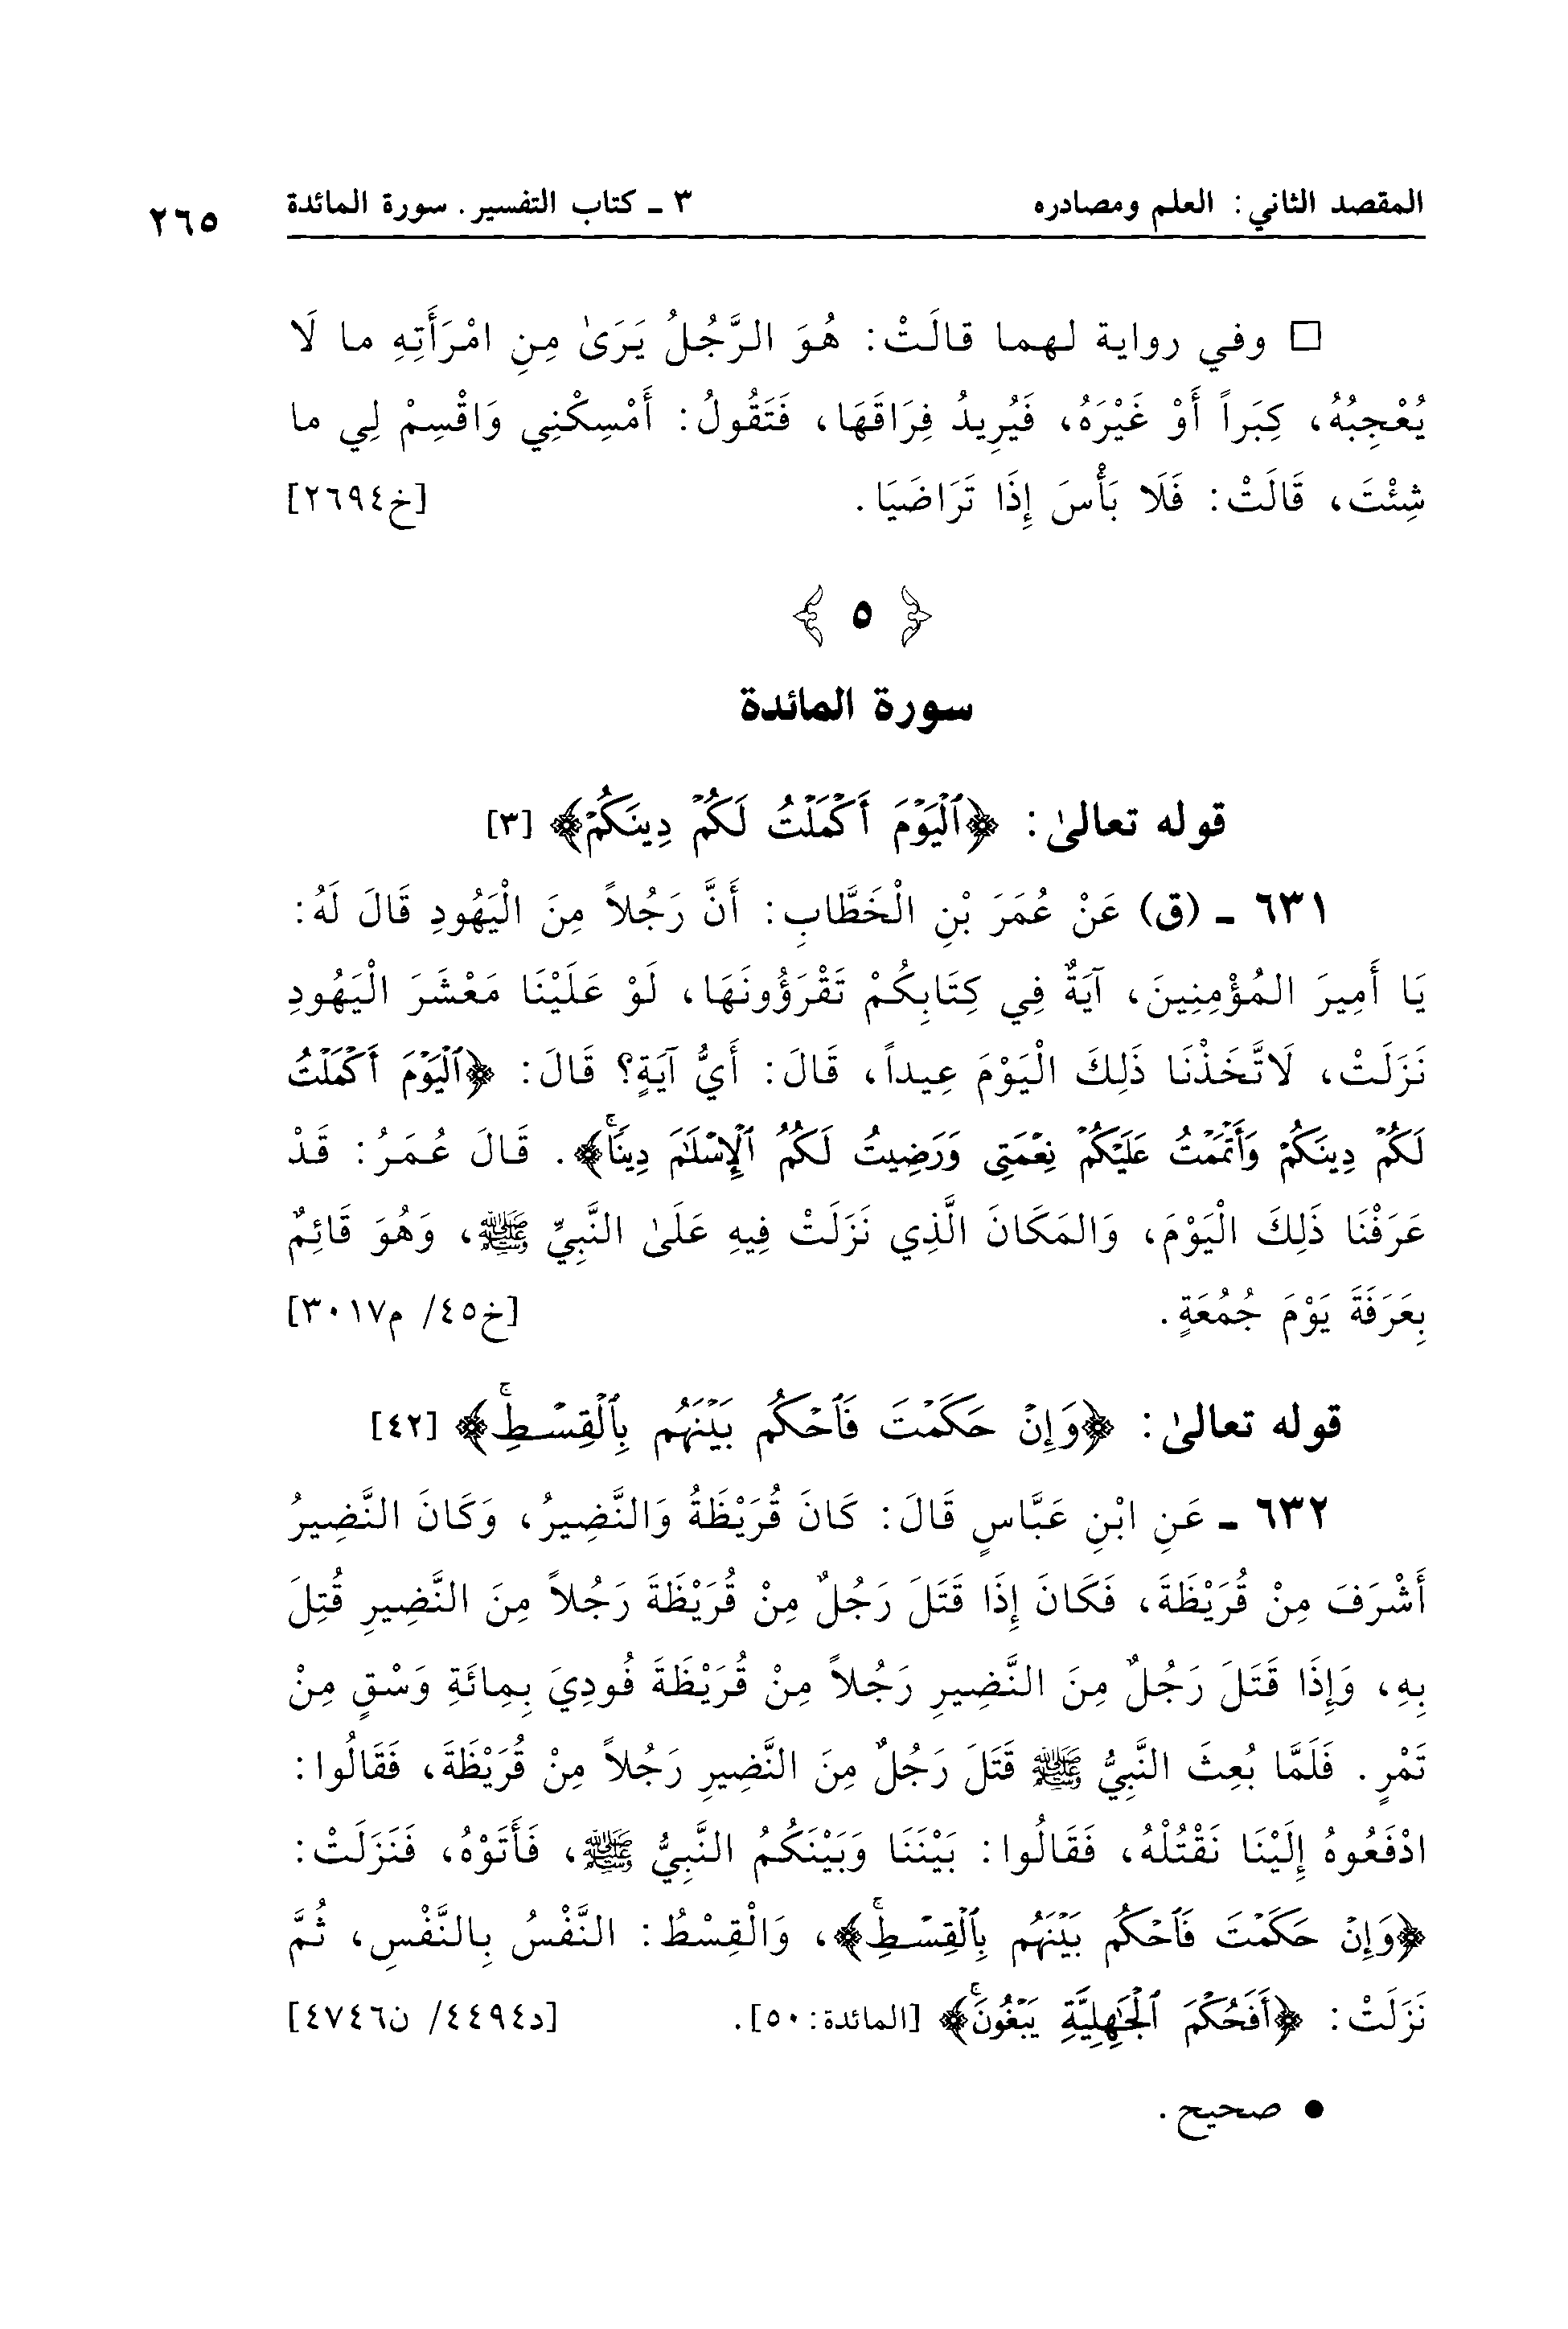 المقصد الثاني: العلم ومصادره ٣ ـ كتاب التفسير. سورة المائدة ٢٦٥
□ وفي رواية لهما قالَتْ: هُوَ الرَّجُلُ يَرَىٰ مِنِ امْرَأَتِهِ ما لَا
يُعْجِبُهُ، كِبَراً أَوْ غَيْرَهُ، فَيُرِيدُ فِرَاقَهَا، فَتَقُولُ: أَمْسِكْنِي وَاقْسِمْ لِي ما
شِئْتَ، قَالَتْ: فَلَا بَأْسَ إِذَا تَرَاضَيَا. [خ٢٦٩٤]
﴿ ٥ ﴾
سورة المائدة
قوله تعالىٰ: ﴿ٱلْيَوْمَ أَكْمَلْتُ لَكُمْ دِينَكُمْ﴾ [٣]
٦٣١ ـ (ق) عَنْ عُمَرَ بْنِ الْخَطَّابِ: أَنَّ رَجُلاً مِنَ الْيَهُودِ قَالَ لَهُ:
يَا أَمِيرَ المُؤْمِنِينَ، آيَةٌ فِي كِتَابِكُمْ تَقْرَؤُونَهَا، لَوْ عَلَيْنَا مَعْشَرَ الْيَهُودِ
نَزَلَتْ، لَاتَّخَذْنَا ذَلِكَ الْيَوْمَ عِيداً، قَالَ: أَيُّ آيَةٍ؟ قَالَ: ﴿ٱلْيَوْمَ أَكْمَلْتُ
لَكُمْ دِينَكُمْ وَأَتْمَمْتُ عَلَيْكُمْ نِعْمَتِى وَرَضِيتُ لَكُمُ ٱلْإِسْلَٰمَ دِينًاۚ﴾. قَالَ عُمَرُ: قَدْ
عَرَفْنَا ذَلِكَ الْيَوْمَ، وَالمَكَانَ الَّذِي نَزَلَتْ فِيهِ عَلَىٰ النَّبِيِّ ﷺ، وَهُوَ قَائِمٌ
بِعَرَفَةَ يَوْمَ جُمُعَةٍ. [خ٤٥/ م٣٠١٧]
قوله تعالىٰ: ﴿وَإِنْ حَكَمْتَ فَٱحْكُم بَيْنَهُم بِٱلْقِسْطِۚ﴾ [٤٢]
٦٣٢ ـ عَنِ ابْنِ عَبَّاسٍ قَالَ: كَانَ قُرَيْظَةُ وَالنَّضِيرُ، وَكَانَ النَّضِيرُ
أَشْرَفَ مِنْ قُرَيْظَةَ، فَكَانَ إِذَا قَتَلَ رَجُلٌ مِنْ قُرَيْظَةَ رَجُلاً مِنَ النَّضِيرِ قُتِلَ
بِهِ، وَإِذَا قَتَلَ رَجُلٌ مِنَ النَّضِيرِ رَجُلاً مِنْ قُرَيْظَةَ فُودِيَ بِمِائَةِ وَسْقٍ مِنْ
تَمْرٍ. فَلَمَّا بُعِثَ النَّبِيُّ ﷺ قَتَلَ رَجُلٌ مِنَ النَّضِيرِ رَجُلاً مِنْ قُرَيْظَةَ، فَقَالُوا:
ادْفَعُوهُ إِلَيْنَا نَقْتُلْهُ، فَقَالُوا: بَيْنَنَا وَبَيْنَكُمُ النَّبِيُّ ﷺ، فَأَتَوْهُ، فَنَزَلَتْ:
﴿وَإِنْ حَكَمْتَ فَٱحْكُم بَيْنَهُم بِٱلْقِسْطِۚ﴾، وَالْقِسْطُ: النَّفْسُ بِالنَّفْسِ، ثُمَّ
نَزَلَتْ: ﴿أَفَحُكْمَ ٱلْجَٰهِلِيَّةِ يَبْغُونَۚ﴾ [المائدة: ٥٠]. [د٤٤٩٤/ ن٤٧٤٦]
● صحيح.